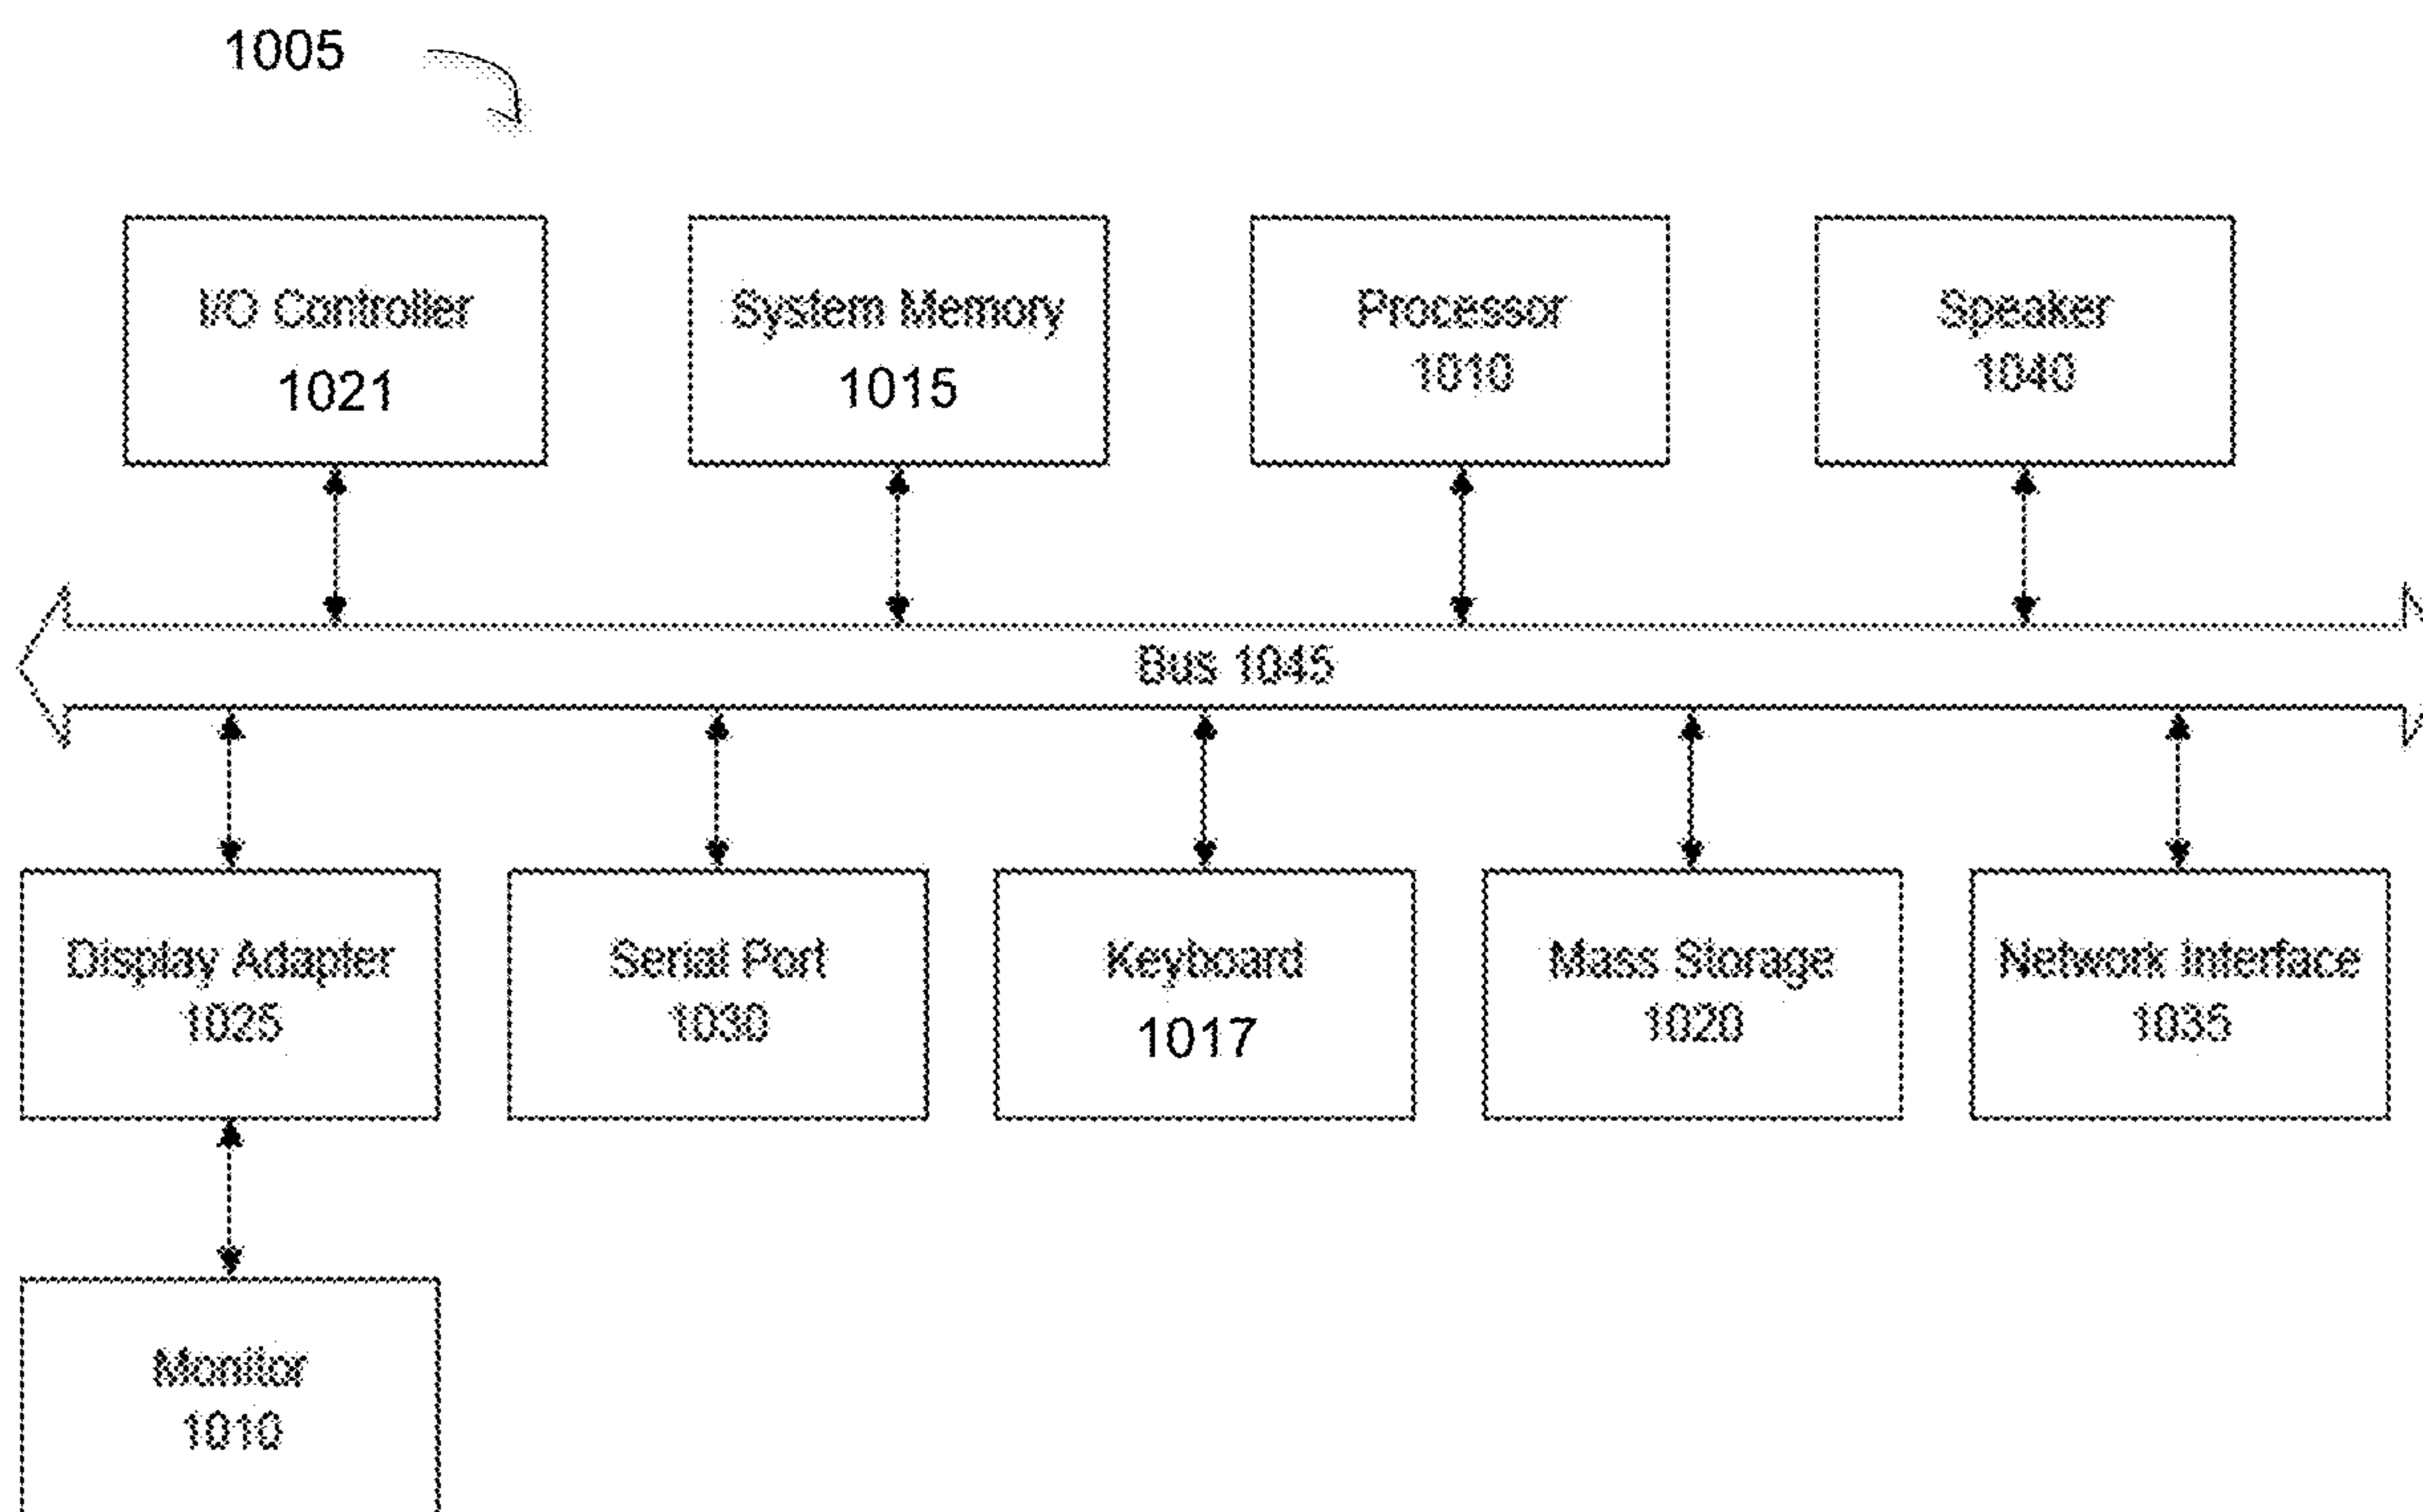 1005
I/O Controller
1021
System Memory
1015
Processor
1010
Speaker
1040
Bus 1045
Display Adapter
1025
Serial Port
1030
Keyboard
1017
Mass Storage
1020
Network Interface
1035
Monitor
1010